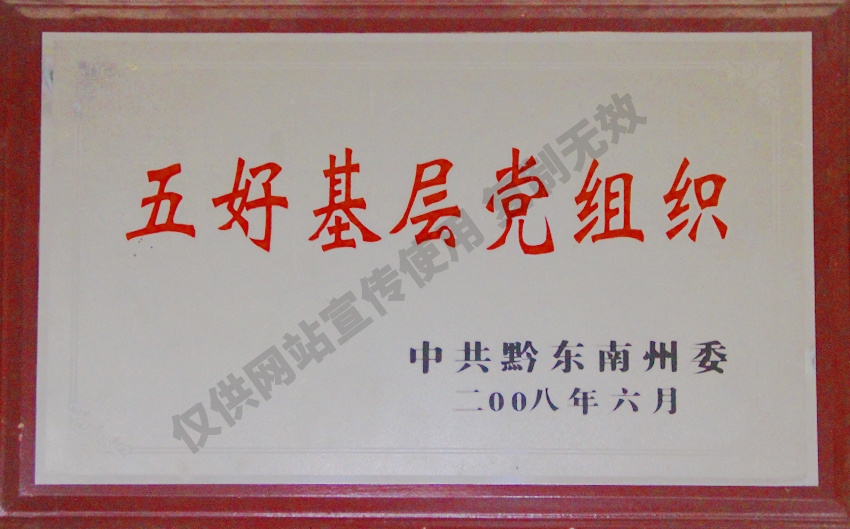 五好基层党组织
中共黔东南州委
二00八年六月
仅供网站宣传使用 复制无效